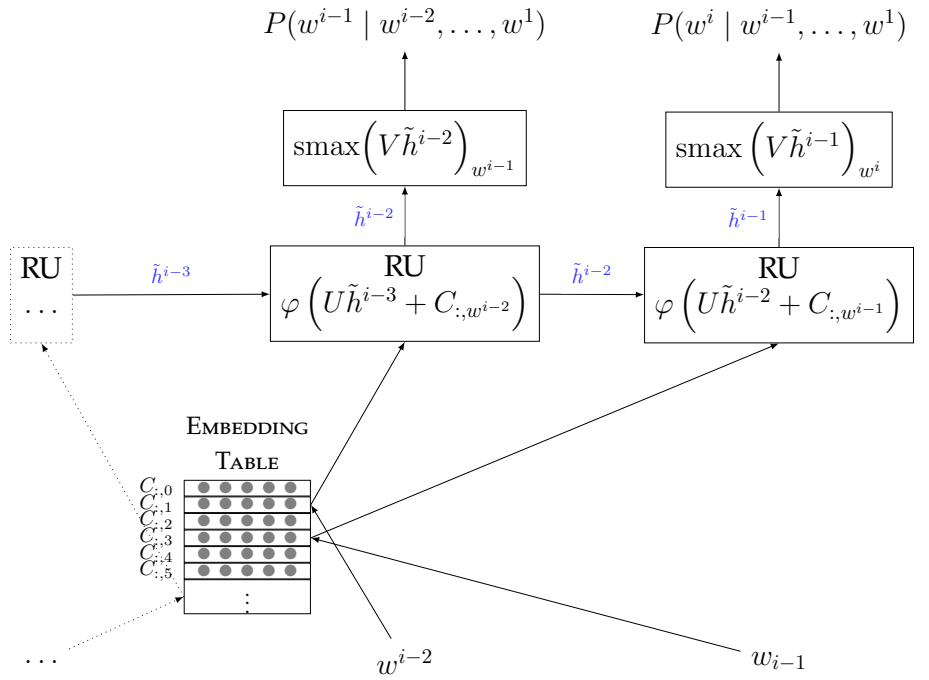 P(w^{i−1} | w^{i−2}, . . . , w^1)
P(w^i | w^{i−1}, . . . , w^1)
smax(V h̃^{i−2})_{w^{i−1}}
smax (V h̃^{i−1})_{w^i}
h̃^{i−2}
h̃^{i−1}
RU
. . .
h̃^{i−3}
RU
φ (U h̃^{i−3} + C_{:,w^{i−2}})
h̃^{i−2}
RU
φ (U h̃^{i−2} + C_{:,w^{i−1}})
EMBEDDING
TABLE
C_{:,0}
C_{:,1}
C_{:,2}
C_{:,3}
C_{:,4}
C_{:,5}
⋮
. . .
w^{i−2}
w_{i−1}